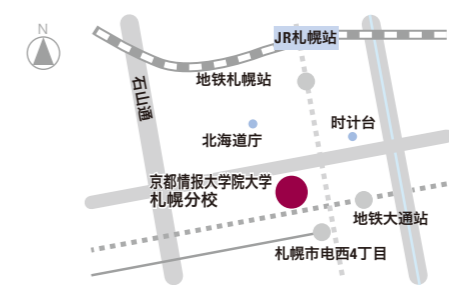 N
JR札幌站
地铁札幌站
石山通
时计台
北海道厅
京都情报大学院大学
札幌分校
地铁大通站
札幌市电西4丁目